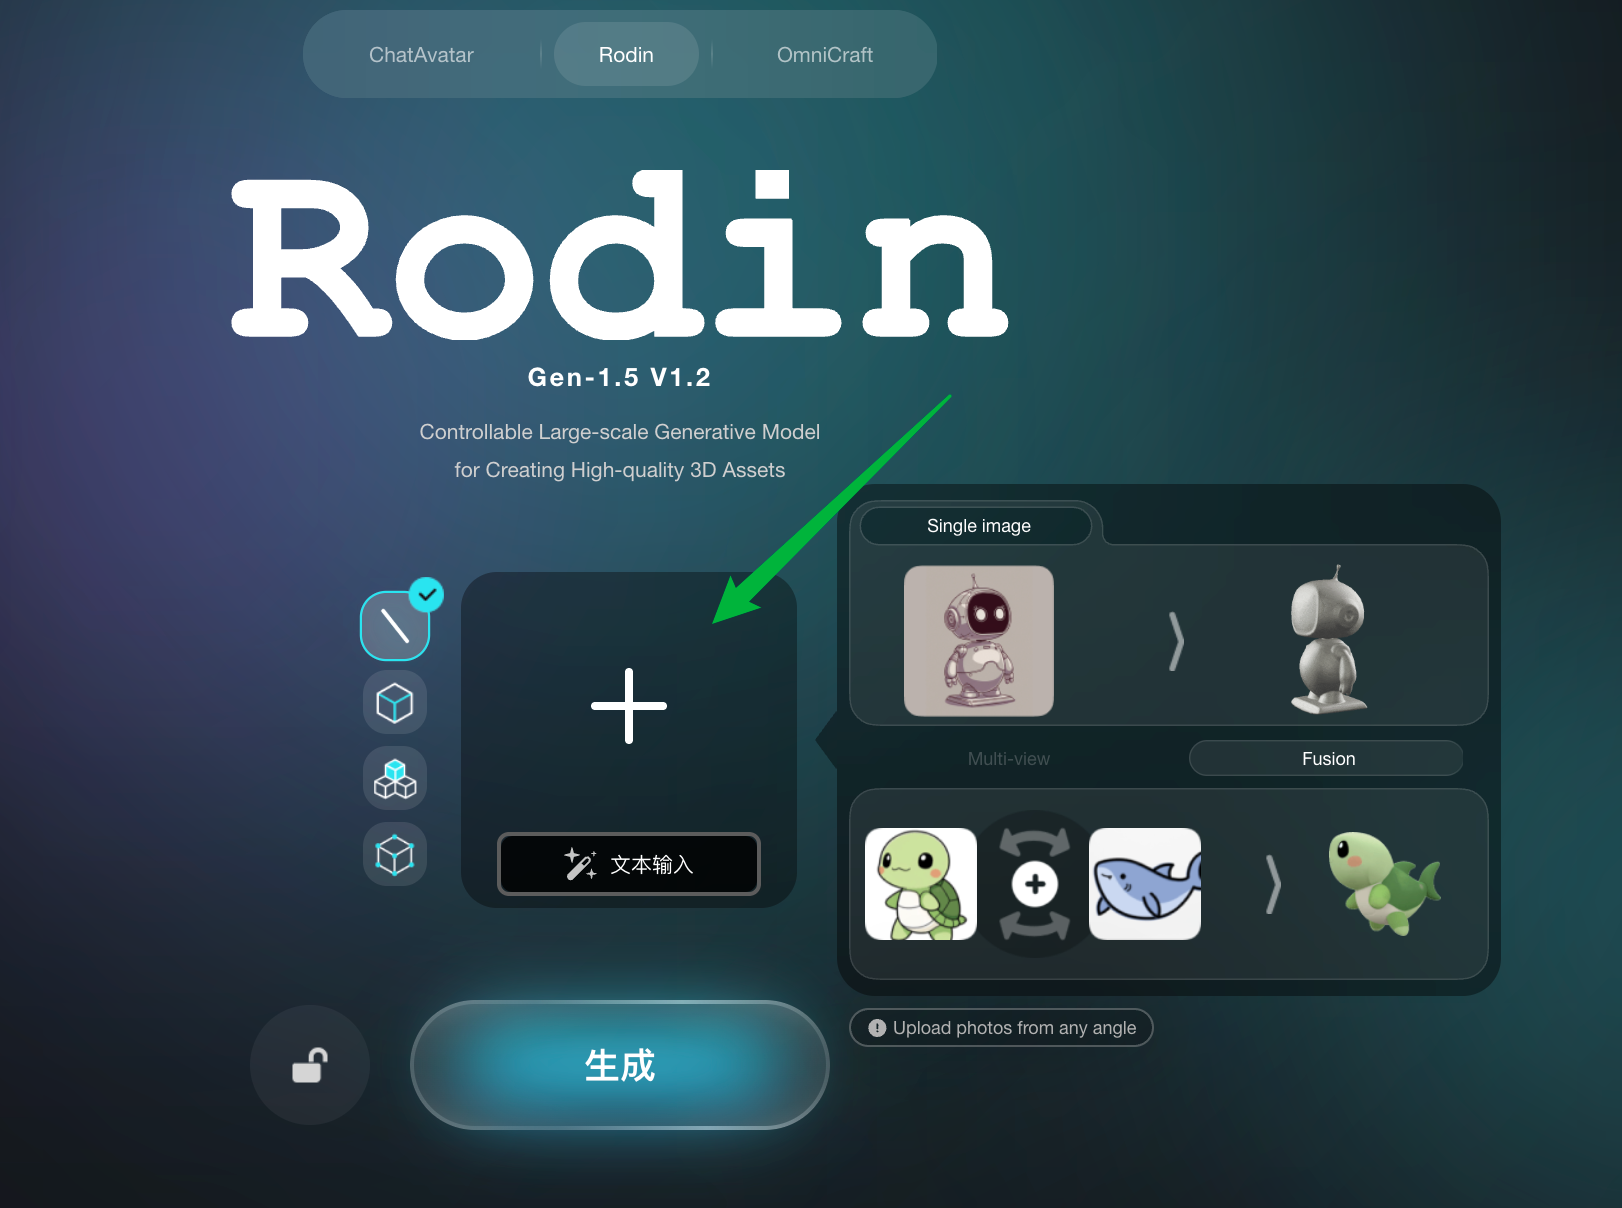 ChatAvatar
Rodin
OmniCraft
Rodin
Gen-1.5 V1.2
Controllable Large-scale Generative Model
for Creating High-quality 3D Assets
Single image
Multi-view
Fusion
文本输入
Upload photos from any angle
生成